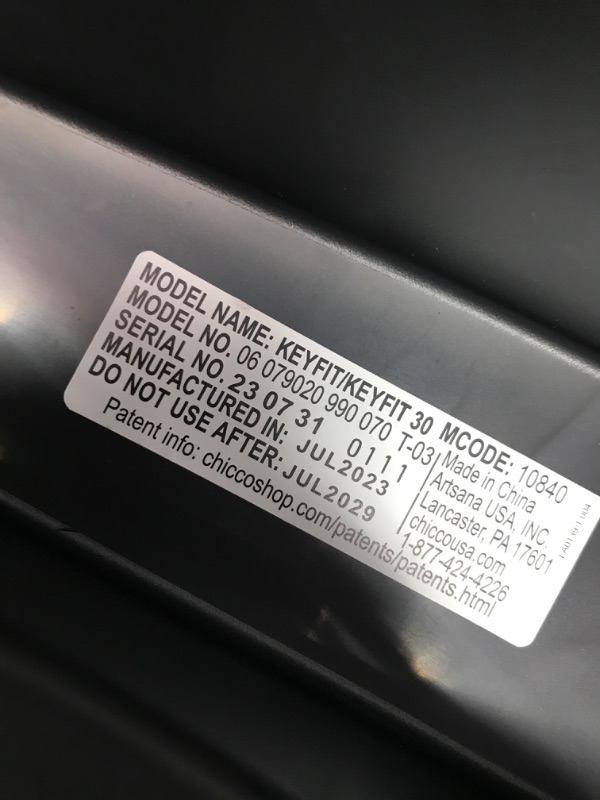 MODEL NAME: KEYFIT/KEYFIT 30 MCODE: 10840
MODEL NO. 06 079020 990 070 T-03
SERIAL NO. 23 07 31 0111
MANUFACTURED IN: JUL2023
DO NOT USE AFTER: JUL2029
Patent info: chiccoshop.com/patents/patents.html
Made in China
Artsana USA, INC.
Lancaster, PA 17601
chiccousa.com
1-877-424-4226